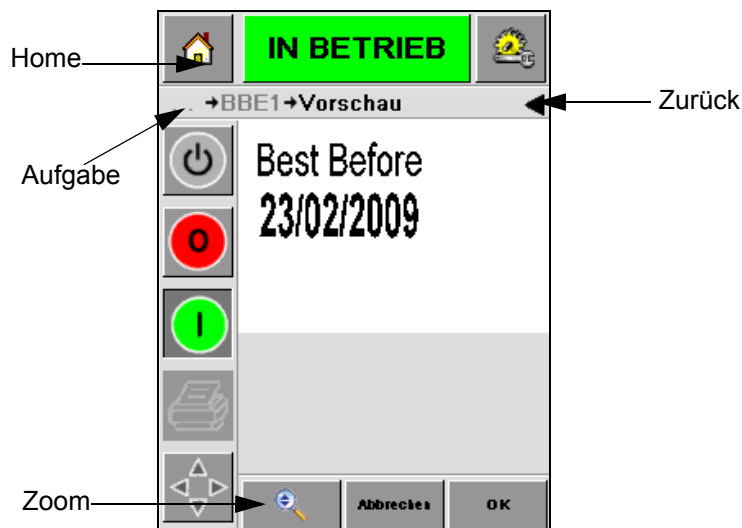 Home
IN BETRIEB
... →BBE1→Vorschau
Zurück
Aufgabe
Best Before
23/02/2009
O
I
Zoom
Abbrechen
OK